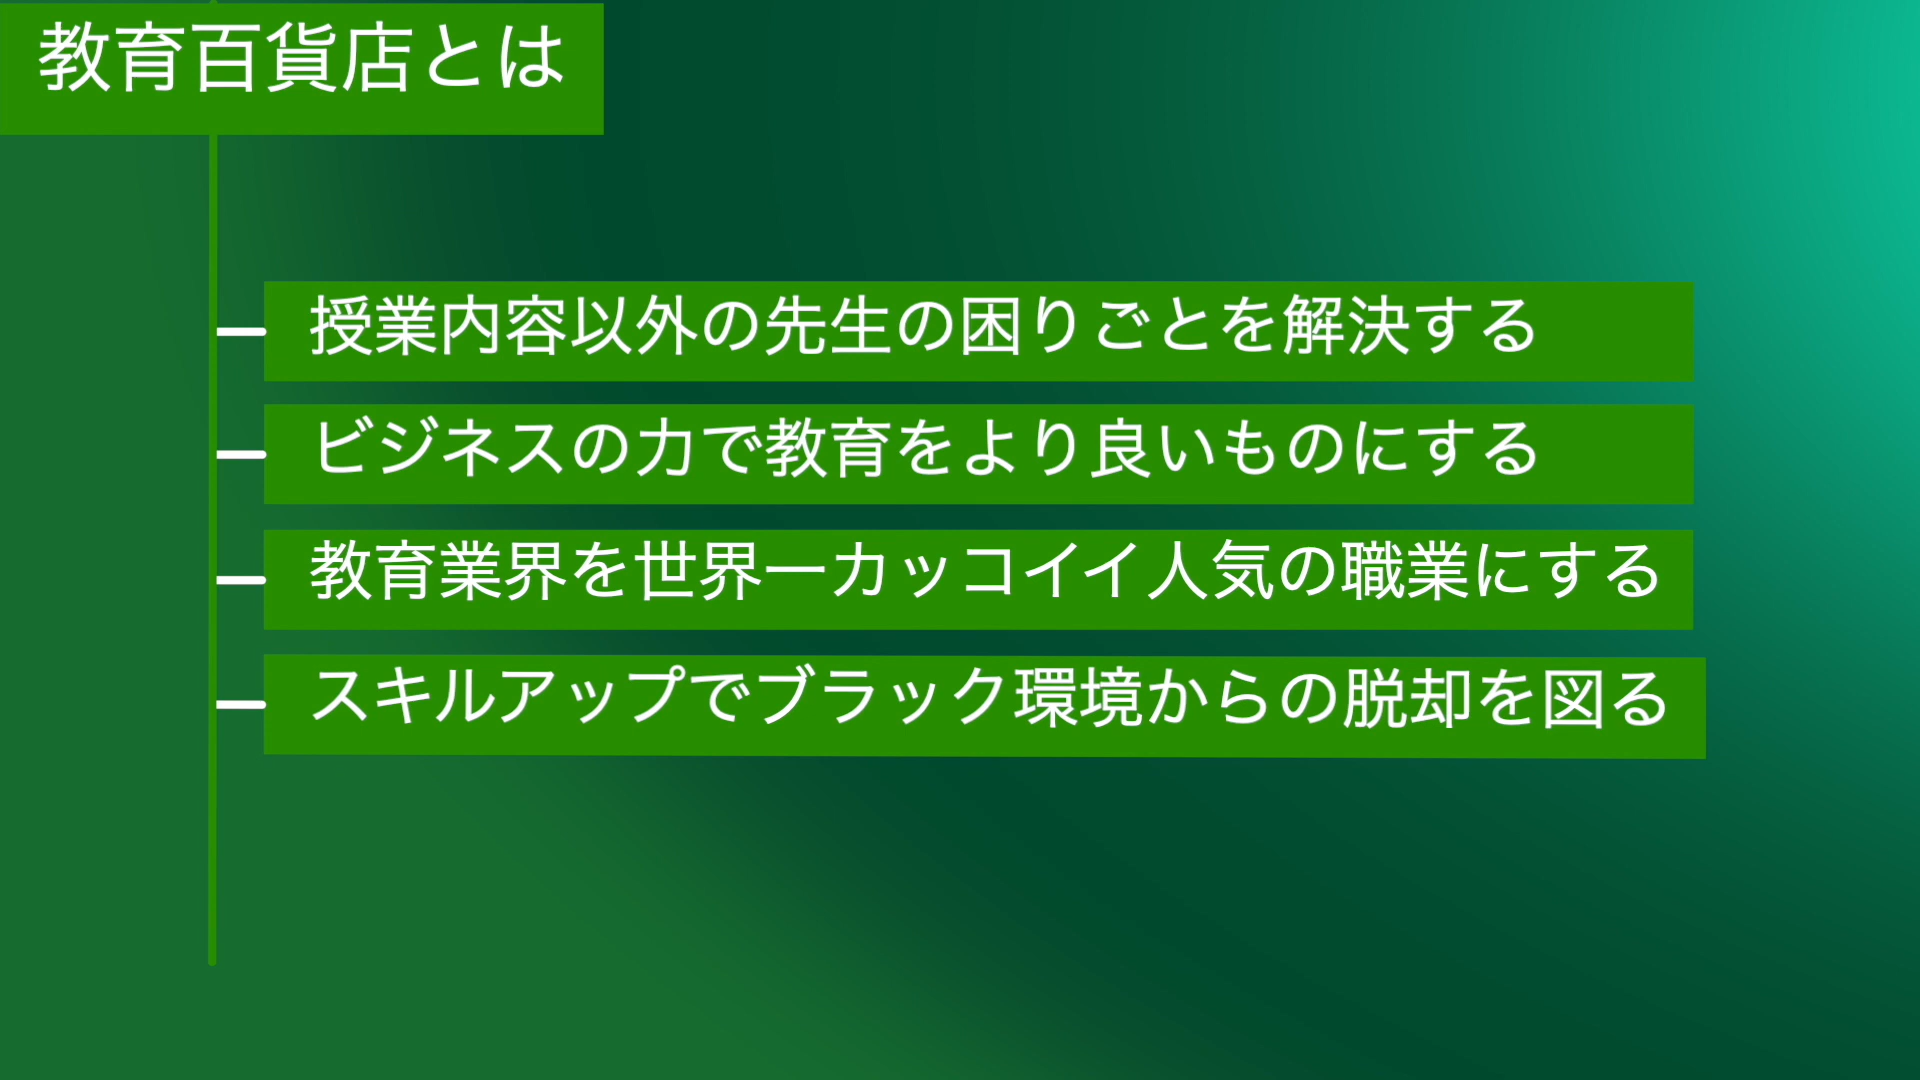 教育百貨店とは
授業内容以外の先生の困りごとを解決する
ビジネスの力で教育をより良いものにする
教育業界を世界一カッコイイ人気の職業にする
スキルアップでブラック環境からの脱却を図る